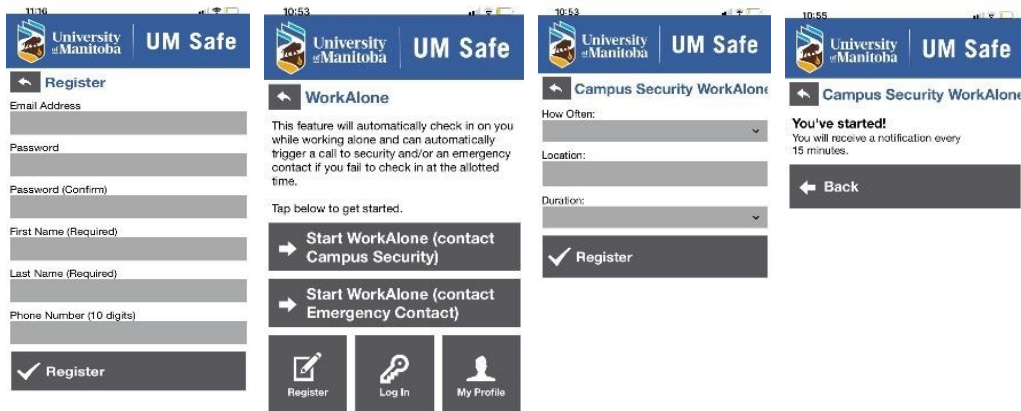 11:16
University
of Manitoba
UM Safe
Register
Email Address
Password
Password (Confirm)
First Name (Required)
Last Name (Required)
Phone Number (10 digits)
Register
10:53
University
of Manitoba
UM Safe
WorkAlone
This feature will automatically check in on you
while working alone and can automatically
trigger a call to security and/or an emergency
contact if you fail to check in at the allotted
time.
Tap below to get started.
Start WorkAlone (contact
Campus Security)
Start WorkAlone (contact
Emergency Contact)
Register
Log In
My Profile
10:53
University
of Manitoba
UM Safe
Campus Security WorkAlone
How Often:
Location:
Duration:
Register
10:55
University
of Manitoba
UM Safe
Campus Security WorkAlone
You've started!
You will receive a notification every
15 minutes.
Back